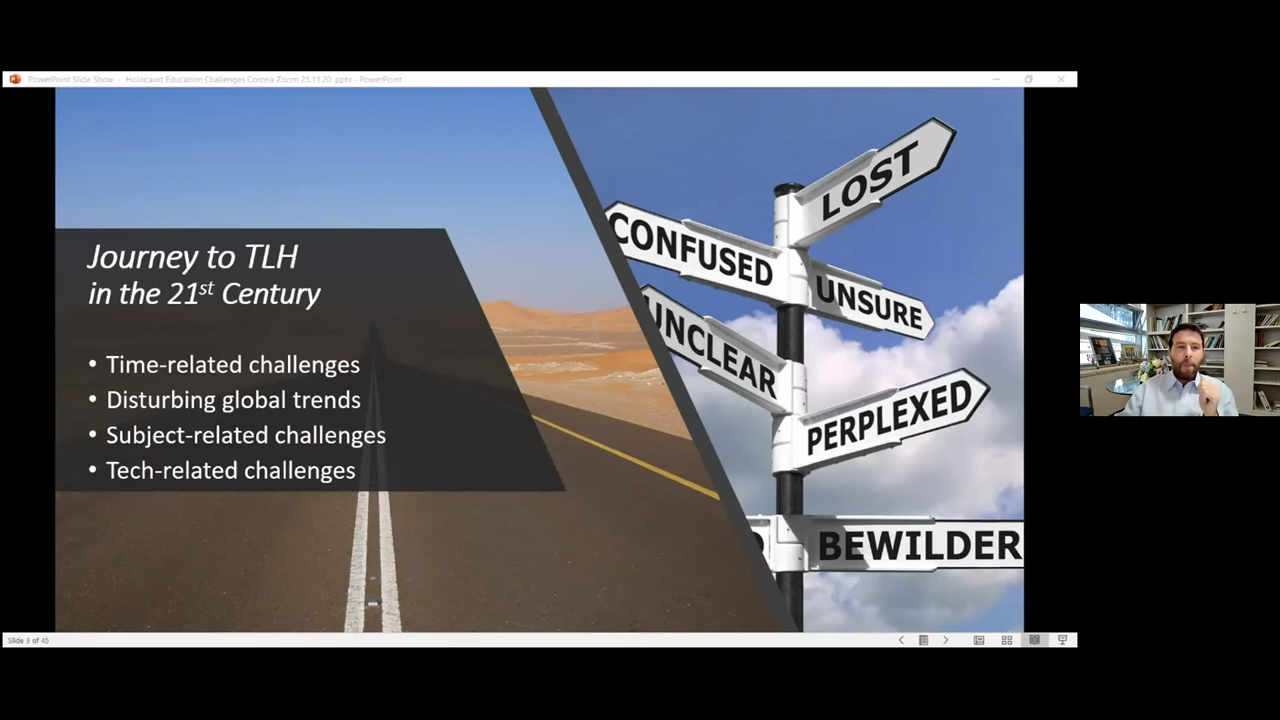 PowerPoint Slide Show - Holocaust Education Challenges Corona Zoom 25.11.20 .pptx - PowerPoint
Journey to TLH
in the 21st Century
• Time-related challenges
• Disturbing global trends
• Subject-related challenges
• Tech-related challenges
LOST
CONFUSED
UNSURE
UNCLEAR
PERPLEXED
BEWILDER
Slide 3 of 45